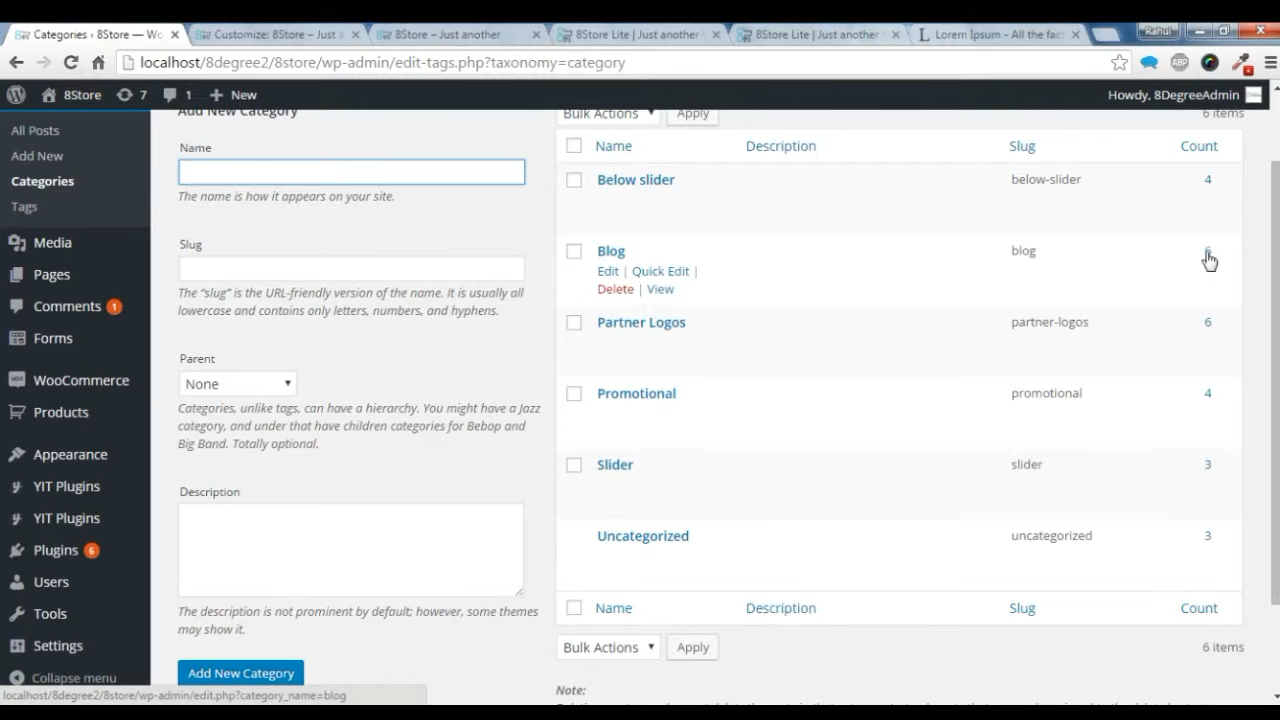 Categories ‹ 8Store — Wo
Customize: 8Store – Just a
8Store – Just another
8Store Lite | Just another
8Store Lite | Just another
Lorem Ipsum - All the fac
Rahul
localhost/8degree2/8store/wp-admin/edit-tags.php?taxonomy=category
ABP
8Store
7
1
New
Howdy, 8DegreeAdmin
All Posts
Add New
Categories
Tags
Media
Pages
Comments 1
Forms
WooCommerce
Products
Appearance
YIT Plugins
YIT Plugins
Plugins 6
Users
Tools
Settings
Collapse menu
Add New Category
Name
The name is how it appears on your site.
Slug
The “slug” is the URL-friendly version of the name. It is usually all
lowercase and contains only letters, numbers, and hyphens.
Parent
None
Categories, unlike tags, can have a hierarchy. You might have a Jazz
category, and under that have children categories for Bebop and
Big Band. Totally optional.
Description
The description is not prominent by default; however, some themes
may show it.
Add New Category
Bulk Actions
Apply
6 items
Name Description Slug Count
Below slider below-slider 4
Blog blog 6
Edit | Quick Edit |
Delete | View
Partner Logos partner-logos 6
Promotional promotional 4
Slider slider 3
Uncategorized uncategorized 3
Name Description Slug Count
Bulk Actions
Apply
6 items
Note:
localhost/8degree2/8store/wp-admin/edit.php?category_name=blog